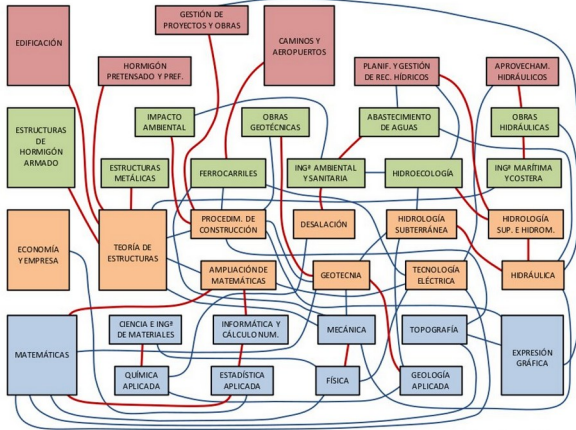 GESTIÓN DE
PROYECTOS Y OBRAS
EDIFICACIÓN
CAMINOS Y
AEROPUERTOS
HORMIGÓN
PRETENSADO Y PREF.
PLANIF. Y GESTIÓN
DE REC. HÍDRICOS
APROVECHAM.
HIDRÁULICOS
ESTRUCTURAS
DE
HORMIGÓN
ARMADO
IMPACTO
AMBIENTAL
OBRAS
GEOTÉCNICAS
ABASTECIMIENTO
DE AGUAS
OBRAS
HIDRÁULICAS
ESTRUCTURAS
METÁLICAS
FERROCARRILES
INGª AMBIENTAL
Y SANITARIA
HIDROECOLOGÍA
INGª MARÍTIMA
Y COSTERA
ECONOMÍA
Y EMPRESA
TEORÍA DE
ESTRUCTURAS
PROCEDIM. DE
CONSTRUCCIÓN
DESALACIÓN
HIDROLOGÍA
SUBTERRÁNEA
HIDROLOGÍA
SUP. E HIDROM.
AMPLIACIÓN DE
MATEMÁTICAS
GEOTECNIA
TECNOLOGÍA
ELÉCTRICA
HIDRÁULICA
MATEMÁTICAS
CIENCIA E INGª
DE MATERIALES
INFORMÁTICA Y
CÁLCULO NUM.
MECÁNICA
TOPOGRAFÍA
EXPRESIÓN
GRÁFICA
QUÍMICA
APLICADA
ESTADÍSTICA
APLICADA
FÍSICA
GEOLOGÍA
APLICADA